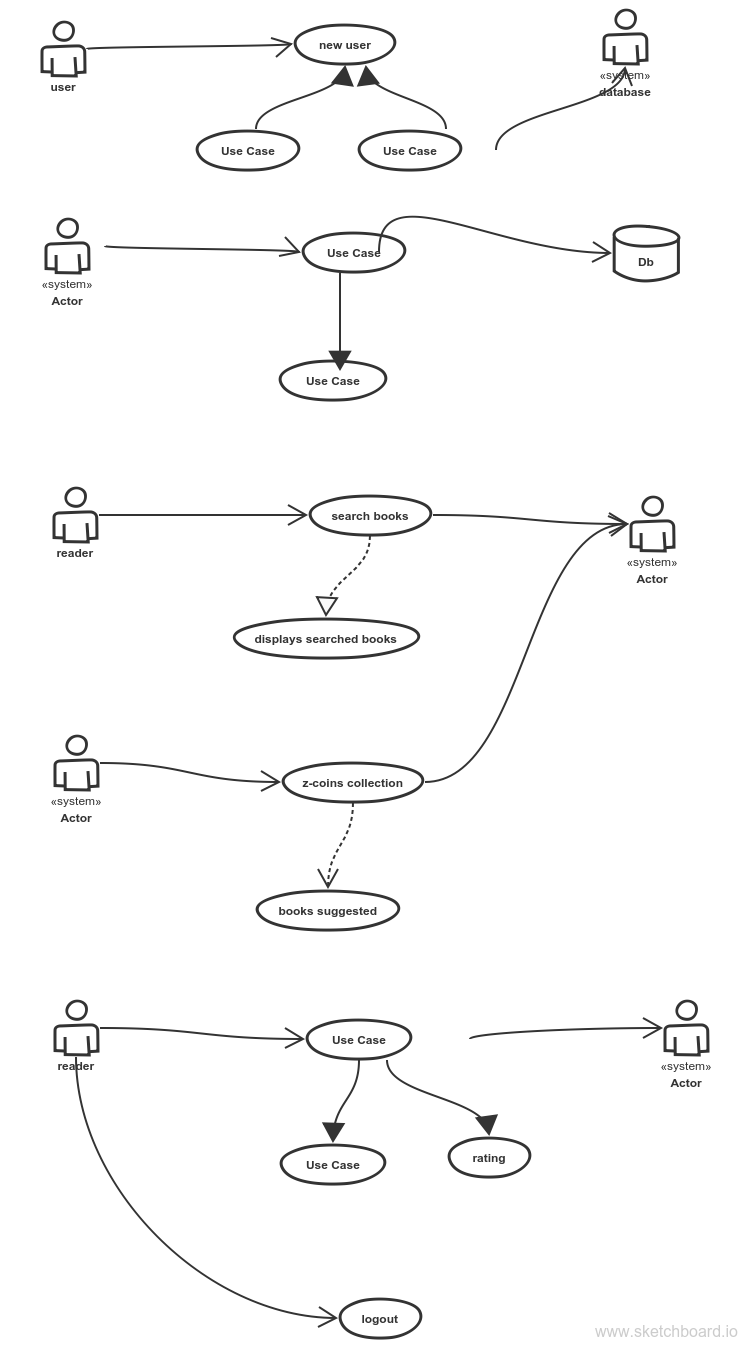 new user
user
«system»
database
Use Case
Use Case
«system»
Actor
Use Case
Db
Use Case
search books
reader
«system»
Actor
displays searched books
«system»
Actor
z-coins collection
books suggested
reader
Use Case
«system»
Actor
Use Case
rating
logout
www.sketchboard.io